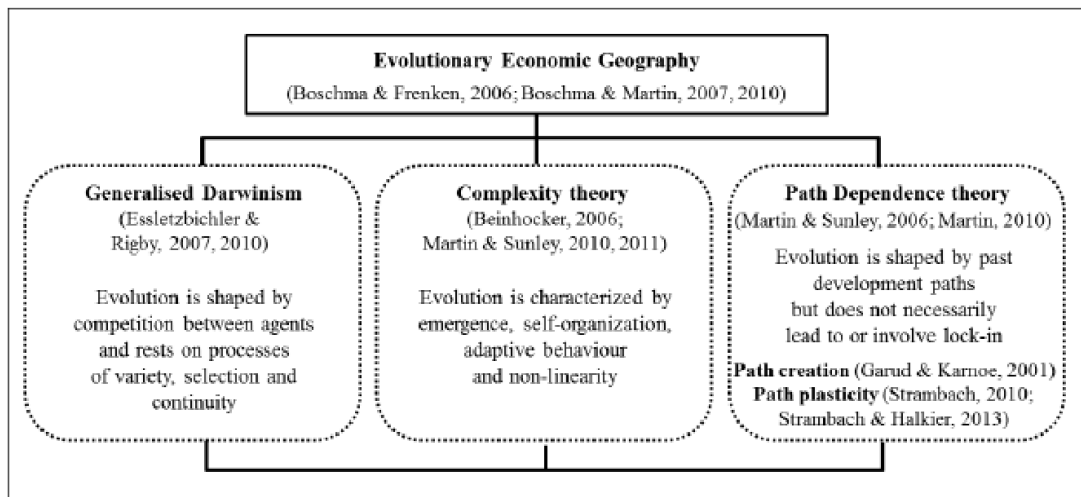 Evolutionary Economic Geography
(Boschma & Frenken, 2006; Boschma & Martin, 2007, 2010)
Generalised Darwinism
(Essletzbichler &
Rigby, 2007, 2010)
Evolution is shaped by
competition between agents
and rests on processes
of variety, selection and
continuity
Complexity theory
(Beinhocker, 2006;
Martin & Sunley, 2010, 2011)
Evolution is characterized by
emergence, self-organization,
adaptive behaviour
and non-linearity
Path Dependence theory
(Martin & Sunley, 2006; Martin, 2010)
Evolution is shaped by past
development paths
but does not necessarily
lead to or involve lock-in
Path creation (Garud & Karnoe, 2001)
Path plasticity (Strambach, 2010;
Strambach & Halkier, 2013)